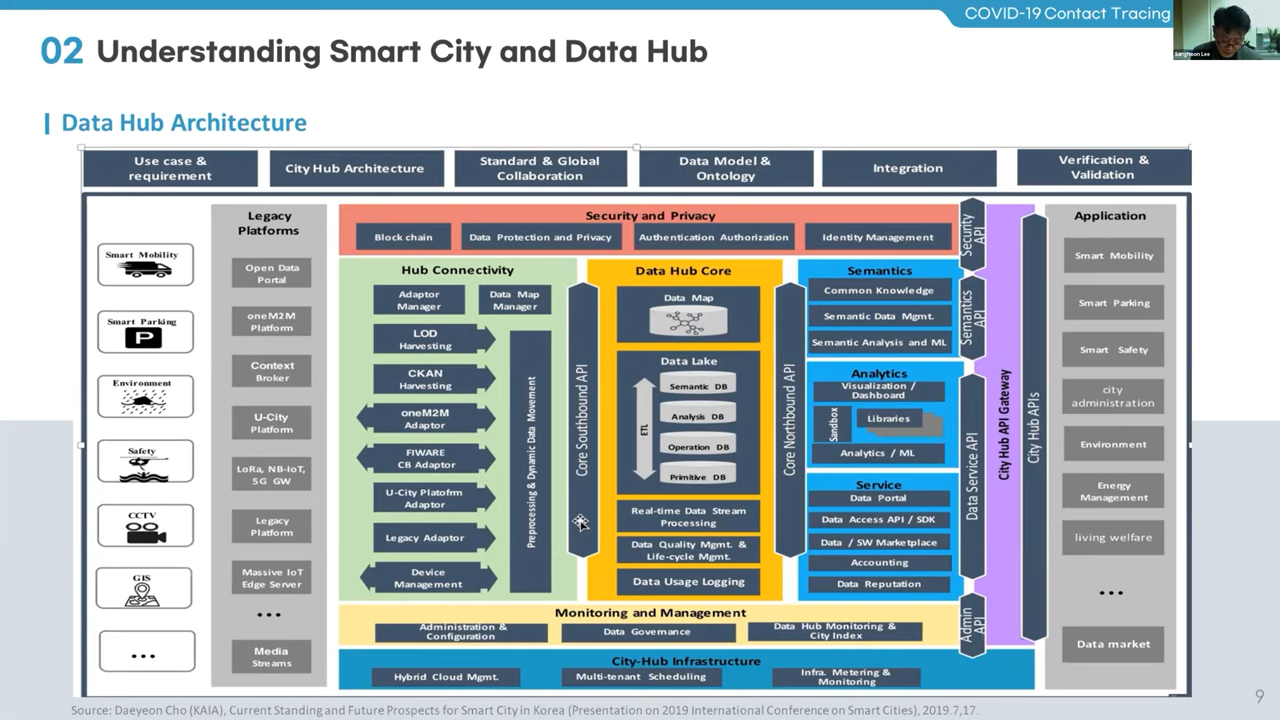 COVID-19 Contact Tracing
Sanghoon Lee
02 Understanding Smart City and Data Hub
Data Hub Architecture
Use case &
requirement
City Hub Architecture
Standard & Global
Collaboration
Data Model &
Ontology
Integration
Verification &
Validation
Smart Mobility
Smart Parking
P
Environment
Safety
CCTV
GIS
...
Legacy
Platforms
Open Data
Portal
oneM2M
Platform
Context
Broker
U-City
Platform
LoRa, NB-IoT,
5G GW
Legacy
Platform
Massive IoT
Edge Server
...
Media
Streams
Security and Privacy
Block chain
Data Protection and Privacy
Authentication Authorization
Identity Management
Hub Connectivity
Adaptor
Manager
Data Map
Manager
LOD
Harvesting
CKAN
Harvesting
oneM2M
Adaptor
FIWARE
CB Adaptor
U-City Platofrm
Adaptor
Legacy Adaptor
Device
Management
Preprocessing & Dynamic Data Movement
Core Southbound API
Data Hub Core
Data Map
Data Lake
ETL
Semantic DB
Analysis DB
Operation DB
Primitive DB
Real-time Data Stream
Processing
Data Quality Mgmt. &
Life-cycle Mgmt.
Data Usage Logging
Core Northbound API
Semantics
Common Knowledge
Semantic Data Mgmt.
Semantic Analysis and ML
Analytics
Visualization /
Dashboard
Sandbox
Libraries
Analytics / ML
Service
Data Portal
Data Access API / SDK
Data / SW Marketplace
Accounting
Data Reputation
Security
API
Semantics
API
Data Service API
Admin
API
City Hub API Gateway
City Hub APIs
Monitoring and Management
Administration &
Configuration
Data Governance
Data Hub Monitoring &
City Index
City-Hub Infrastructure
Hybrid Cloud Mgmt.
Multi-tenant Scheduling
Infra. Metering &
Monitoring
Application
Smart Mobility
Smart Parking
Smart Safety
city
administration
Environment
Energy
Management
living welfare
...
Data market
Source: Daeyeon Cho (KAIA), Current Standing and Future Prospects for Smart City in Korea (Presentation on 2019 International Conference on Smart Cities), 2019.7,17.
9